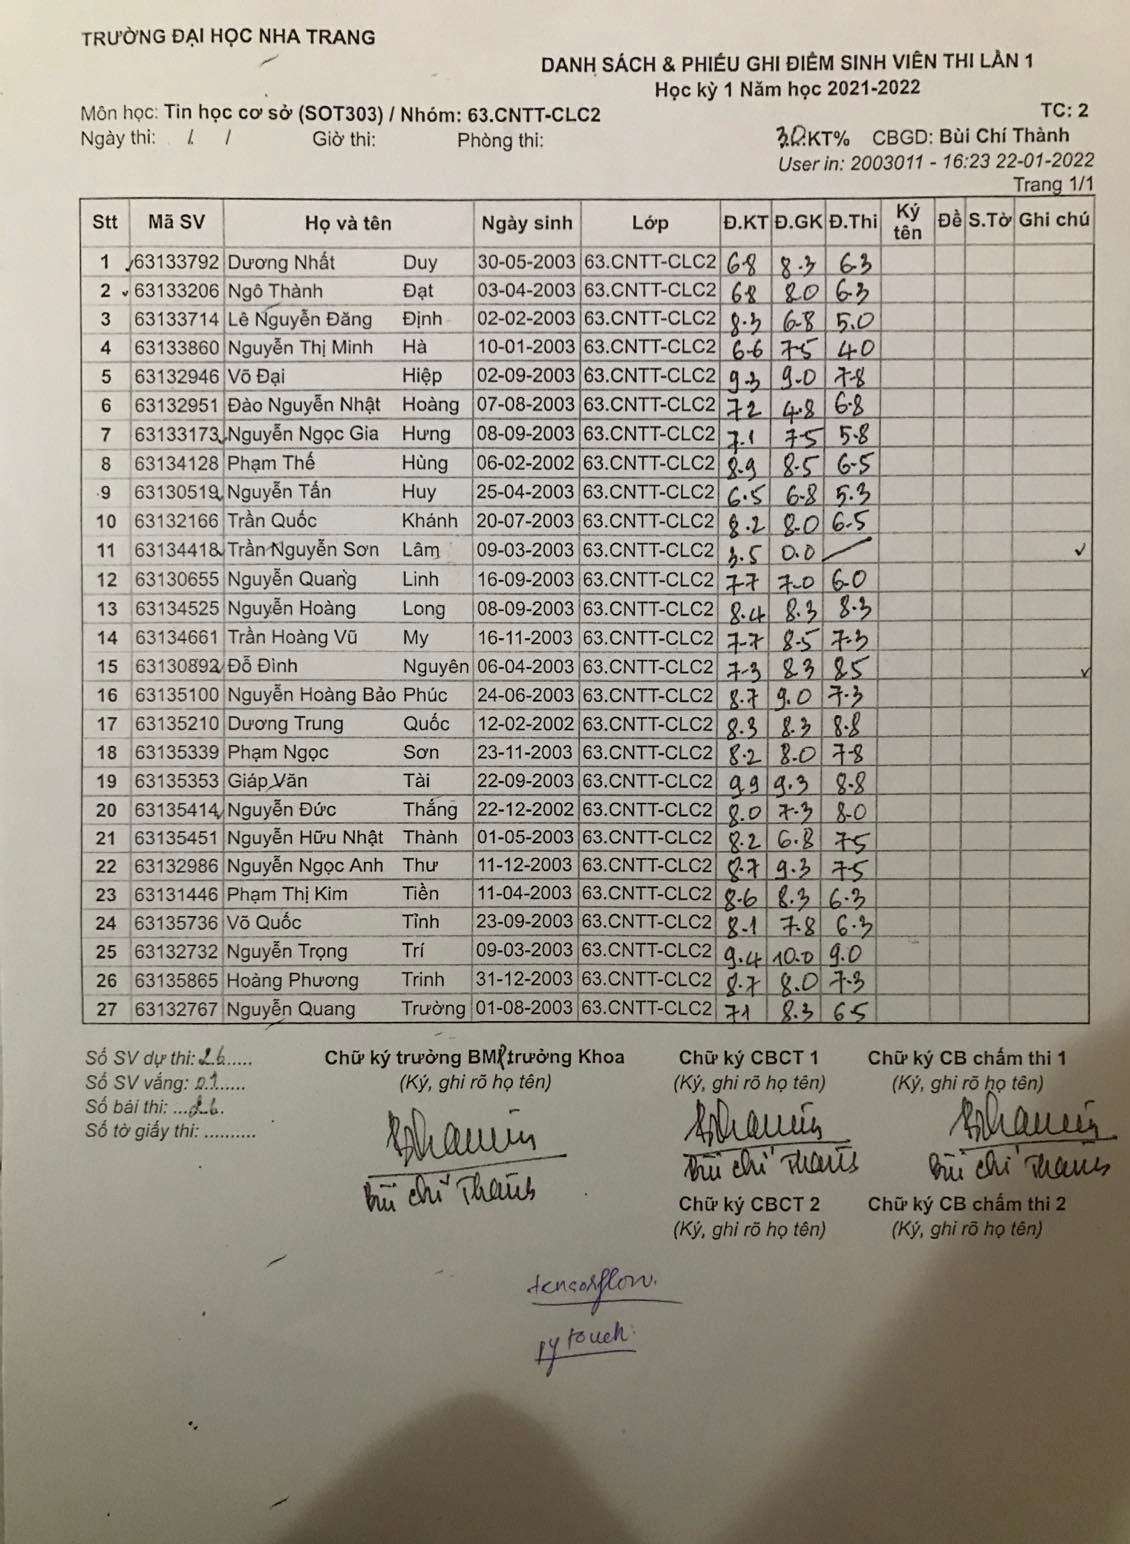 TRƯỜNG ĐẠI HỌC NHA TRANG
DANH SÁCH & PHIẾU GHI ĐIỂM SINH VIÊN THI LẦN 1
Học kỳ 1 Năm học 2021-2022
Môn học: Tin học cơ sở (SOT303) / Nhóm: 63.CNTT-CLC2 TC: 2
Ngày thi: / / Giờ thi: Phòng thi: 30.KT% CBGD: Bùi Chí Thành
User in: 2003011 - 16:23 22-01-2022
Trang 1/1
Stt Mã SV Họ và tên Ngày sinh Lớp Đ.KT Đ.GK Đ.Thi Ký tên Đề S.Tờ Ghi chú
1 63133792 Dương Nhất Duy 30-05-2003 63.CNTT-CLC2 6.8 8.3 6.3
2 63133206 Ngô Thành Đạt 03-04-2003 63.CNTT-CLC2 6.8 8.0 6.3
3 63133714 Lê Nguyễn Đăng Định 02-02-2003 63.CNTT-CLC2 8.3 6.8 5.0
4 63133860 Nguyễn Thị Minh Hà 10-01-2003 63.CNTT-CLC2 6.6 7.5 4.0
5 63132946 Võ Đại Hiệp 02-09-2003 63.CNTT-CLC2 9.3 9.0 7.8
6 63132951 Đào Nguyễn Nhật Hoàng 07-08-2003 63.CNTT-CLC2 7.2 4.8 6.8
7 63133173 Nguyễn Ngọc Gia Hưng 08-09-2003 63.CNTT-CLC2 7.1 7.5 5.8
8 63134128 Phạm Thế Hùng 06-02-2002 63.CNTT-CLC2 8.9 8.5 6.5
9 63130519 Nguyễn Tấn Huy 25-04-2003 63.CNTT-CLC2 6.5 6.8 5.3
10 63132166 Trần Quốc Khánh 20-07-2003 63.CNTT-CLC2 8.2 8.0 6.5
11 63134418 Trần Nguyễn Sơn Lâm 09-03-2003 63.CNTT-CLC2 3.5 0.0 ✓
12 63130655 Nguyễn Quang Linh 16-09-2003 63.CNTT-CLC2 7.7 7.0 6.0
13 63134525 Nguyễn Hoàng Long 08-09-2003 63.CNTT-CLC2 8.4 8.3 8.3
14 63134661 Trần Hoàng Vũ My 16-11-2003 63.CNTT-CLC2 7.7 8.5 7.3
15 63130892 Đỗ Đình Nguyên 06-04-2003 63.CNTT-CLC2 7.3 8.3 8.5 ✓
16 63135100 Nguyễn Hoàng Bảo Phúc 24-06-2003 63.CNTT-CLC2 8.7 9.0 7.3
17 63135210 Dương Trung Quốc 12-02-2002 63.CNTT-CLC2 8.3 8.3 8.8
18 63135339 Phạm Ngọc Sơn 23-11-2003 63.CNTT-CLC2 8.2 8.0 7.8
19 63135353 Giáp Văn Tài 22-09-2003 63.CNTT-CLC2 9.9 9.3 8.8
20 63135414 Nguyễn Đức Thắng 22-12-2002 63.CNTT-CLC2 8.0 7.3 8.0
21 63135451 Nguyễn Hữu Nhật Thành 01-05-2003 63.CNTT-CLC2 8.2 6.8 7.5
22 63132986 Nguyễn Ngọc Anh Thư 11-12-2003 63.CNTT-CLC2 8.7 9.3 7.5
23 63131446 Phạm Thị Kim Tiền 11-04-2003 63.CNTT-CLC2 8.6 8.3 6.3
24 63135736 Võ Quốc Tỉnh 23-09-2003 63.CNTT-CLC2 8.1 7.8 6.3
25 63132732 Nguyễn Trọng Trí 09-03-2003 63.CNTT-CLC2 9.4 10.0 9.0
26 63135865 Hoàng Phương Trinh 31-12-2003 63.CNTT-CLC2 8.7 8.0 7.3
27 63132767 Nguyễn Quang Trường 01-08-2003 63.CNTT-CLC2 7.1 8.3 6.5
Số SV dự thi: 26..... Chữ ký trưởng BM/trưởng Khoa Chữ ký CBCT 1 Chữ ký CB chấm thi 1
Số SV vắng: 01...... (Ký, ghi rõ họ tên) (Ký, ghi rõ họ tên) (Ký, ghi rõ họ tên)
Số bài thi: ...26.
Số tờ giấy thi: ..........
Bùi Chí Thành Bùi Chí Thành Bùi Chí Thành
Chữ ký CBCT 2 Chữ ký CB chấm thi 2
(Ký, ghi rõ họ tên) (Ký, ghi rõ họ tên)
tensorflow.
pytouch.